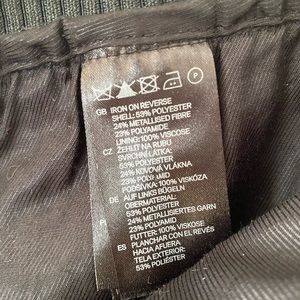 P
GB IRON ON REVERSE
SHELL: 53% POLYESTER
24% METALLISED FIBRE
23% POLYAMIDE
LINING: 100% VISCOSE
CZ ŽEHLIT NA RUBU
SVRCHNÍ LÁTKA:
53% POLYESTER
24% KOVOVÁ VLÁKNA
23% POLYAMID
PODŠÍVKA: 100% VISKÓZA
DE AUF LINKS BÜGELN
OBERMATERIAL:
53% POLYESTER
24% METALLISIERTES GARN
23% POLYAMID
FUTTER: 100% VISKOSE
ES PLANCHAR CON EL REVÉS
HACIA AFUERA
TELA EXTERIOR:
53% POLIÉSTER